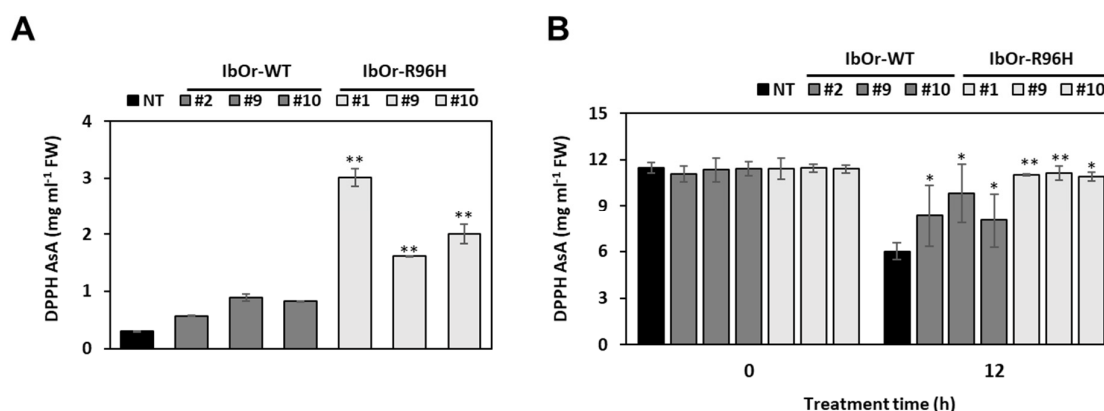 A
IbOr-WT IbOr-R96H
NT #2 #9 #10 #1 #9 #10
DPPH AsA (mg ml-1 FW)
4
3
2
1
0
** ** **
B
IbOr-WT IbOr-R96H
NT #2 #9 #10 #1 #9 #10
DPPH AsA (mg ml-1 FW)
15
12
9
6
3
0
* * * ** ** *
0 12
Treatment time (h)